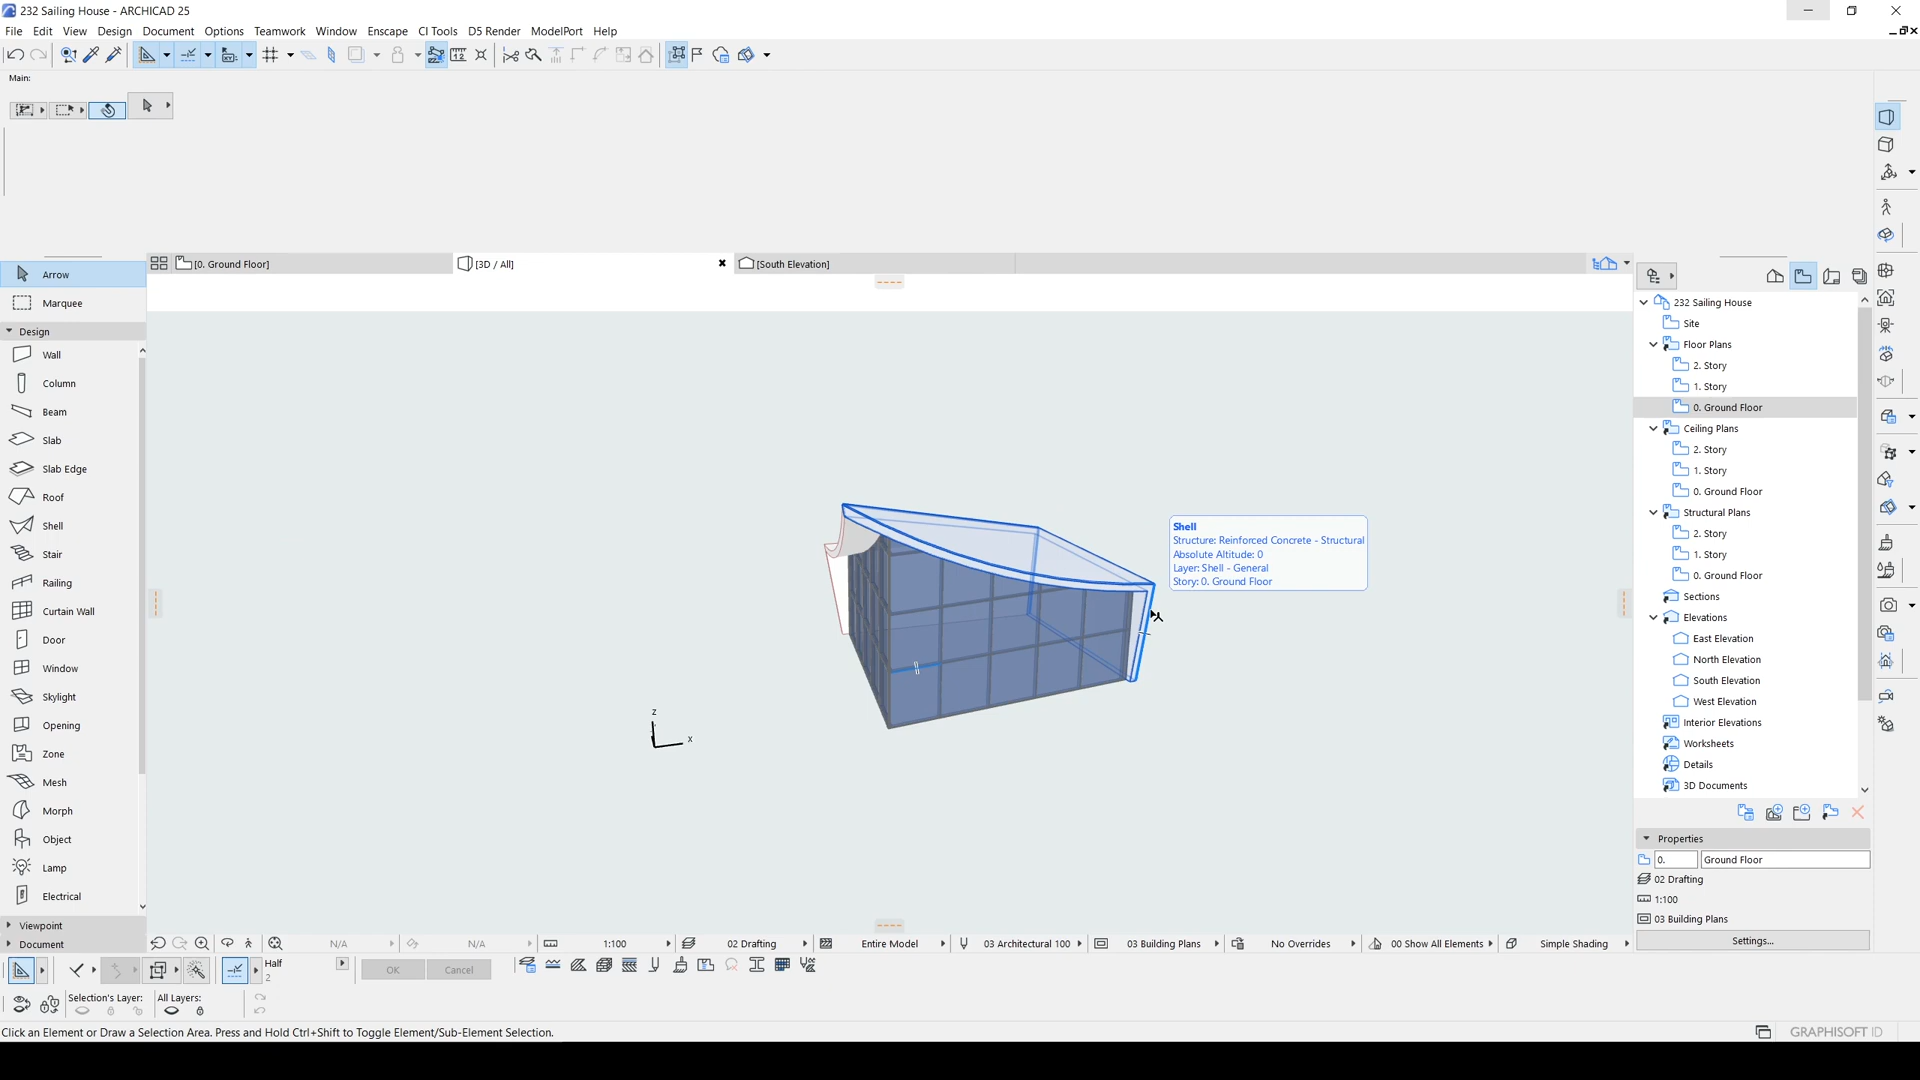 232 Sailing House - ARCHICAD 25
File Edit View Design Document Options Teamwork Window Enscape CI Tools D5 Render ModelPort Help
Main:
[0. Ground Floor] [3D / All] [South Elevation]
Arrow
Marquee
Design
Wall
Column
Beam
Slab
Slab Edge
Roof
Shell
Stair
Railing
Curtain Wall
Door
Window
Skylight
Opening
Zone
Mesh
Morph
Object
Lamp
Electrical
Viewpoint
Document
Shell
Structure: Reinforced Concrete - Structural
Absolute Altitude: 0
Layer: Shell - General
Story: 0. Ground Floor
z
x
232 Sailing House
Site
Floor Plans
2. Story
1. Story
0. Ground Floor
Ceiling Plans
2. Story
1. Story
0. Ground Floor
Structural Plans
2. Story
1. Story
0. Ground Floor
Sections
Elevations
East Elevation
North Elevation
South Elevation
West Elevation
Interior Elevations
Worksheets
Details
3D Documents
Properties
0. Ground Floor
02 Drafting
1:100
03 Building Plans
Settings...
N/A N/A 1:100 02 Drafting Entire Model 03 Architectural 100 03 Building Plans No Overrides 00 Show All Elements Simple Shading
Half
2
OK Cancel
Selection's Layer: All Layers:
Click an Element or Draw a Selection Area. Press and Hold Ctrl+Shift to Toggle Element/Sub-Element Selection.
GRAPHISOFT ID